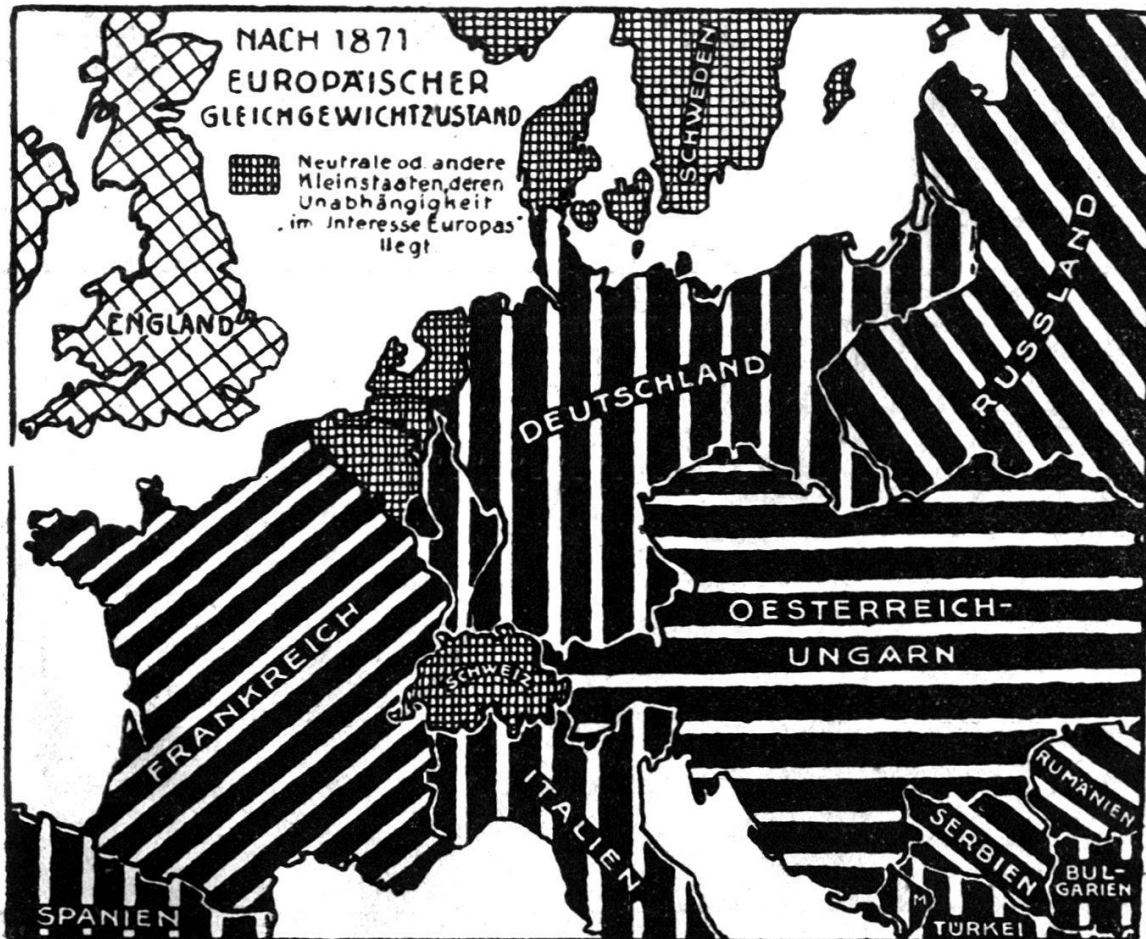 NACH 1871
EUROPÄISCHER
GLEICHGEWICHTZUSTAND
Neutrale od. andere
Kleinstaaten, deren
Unabhängigkeit
„im Interesse Europas"
liegt
SCHWEDEN
ENGLAND
RUSSLAND
DEUTSCHLAND
OESTERREICH-
UNGARN
FRANKREICH
SCHWEIZ
ITALIEN
RUMÄNIEN
SERBIEN
BUL-
GARIEN
M
TÜRKEI
SPANIEN